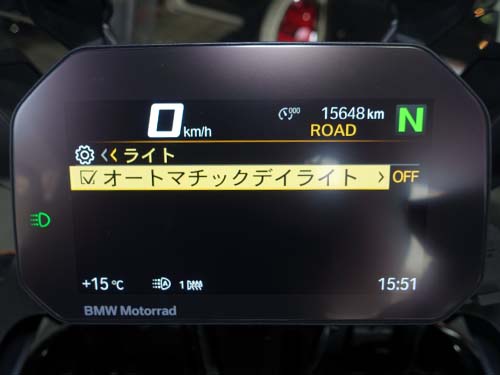 0 km/h
000 15648 km
ROAD
N
<< ライト
オートマチックデイライト > OFF
+15 °C A 1 15:51
BMW Motorrad